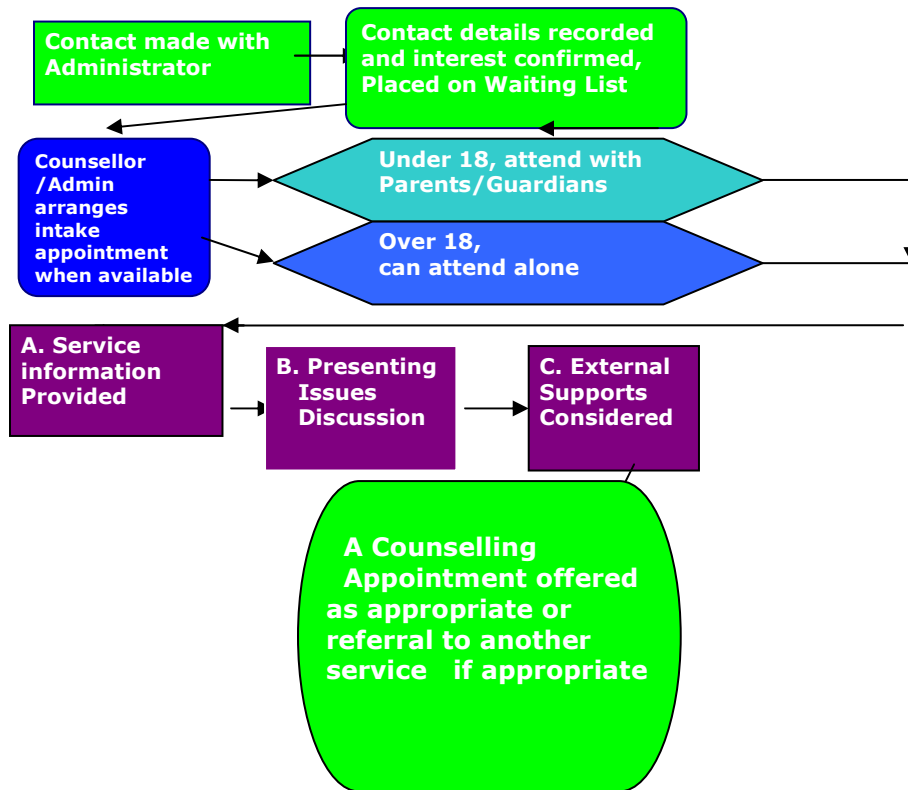 Contact made with
Administrator
Contact details recorded
and interest confirmed,
Placed on Waiting List
Counsellor
/Admin
arranges
intake
appointment
when available
Under 18, attend with
Parents/Guardians
Over 18,
can attend alone
A. Service
information
Provided
B. Presenting
Issues
Discussion
C. External
Supports
Considered
A Counselling
Appointment offered
as appropriate or
referral to another
service if appropriate